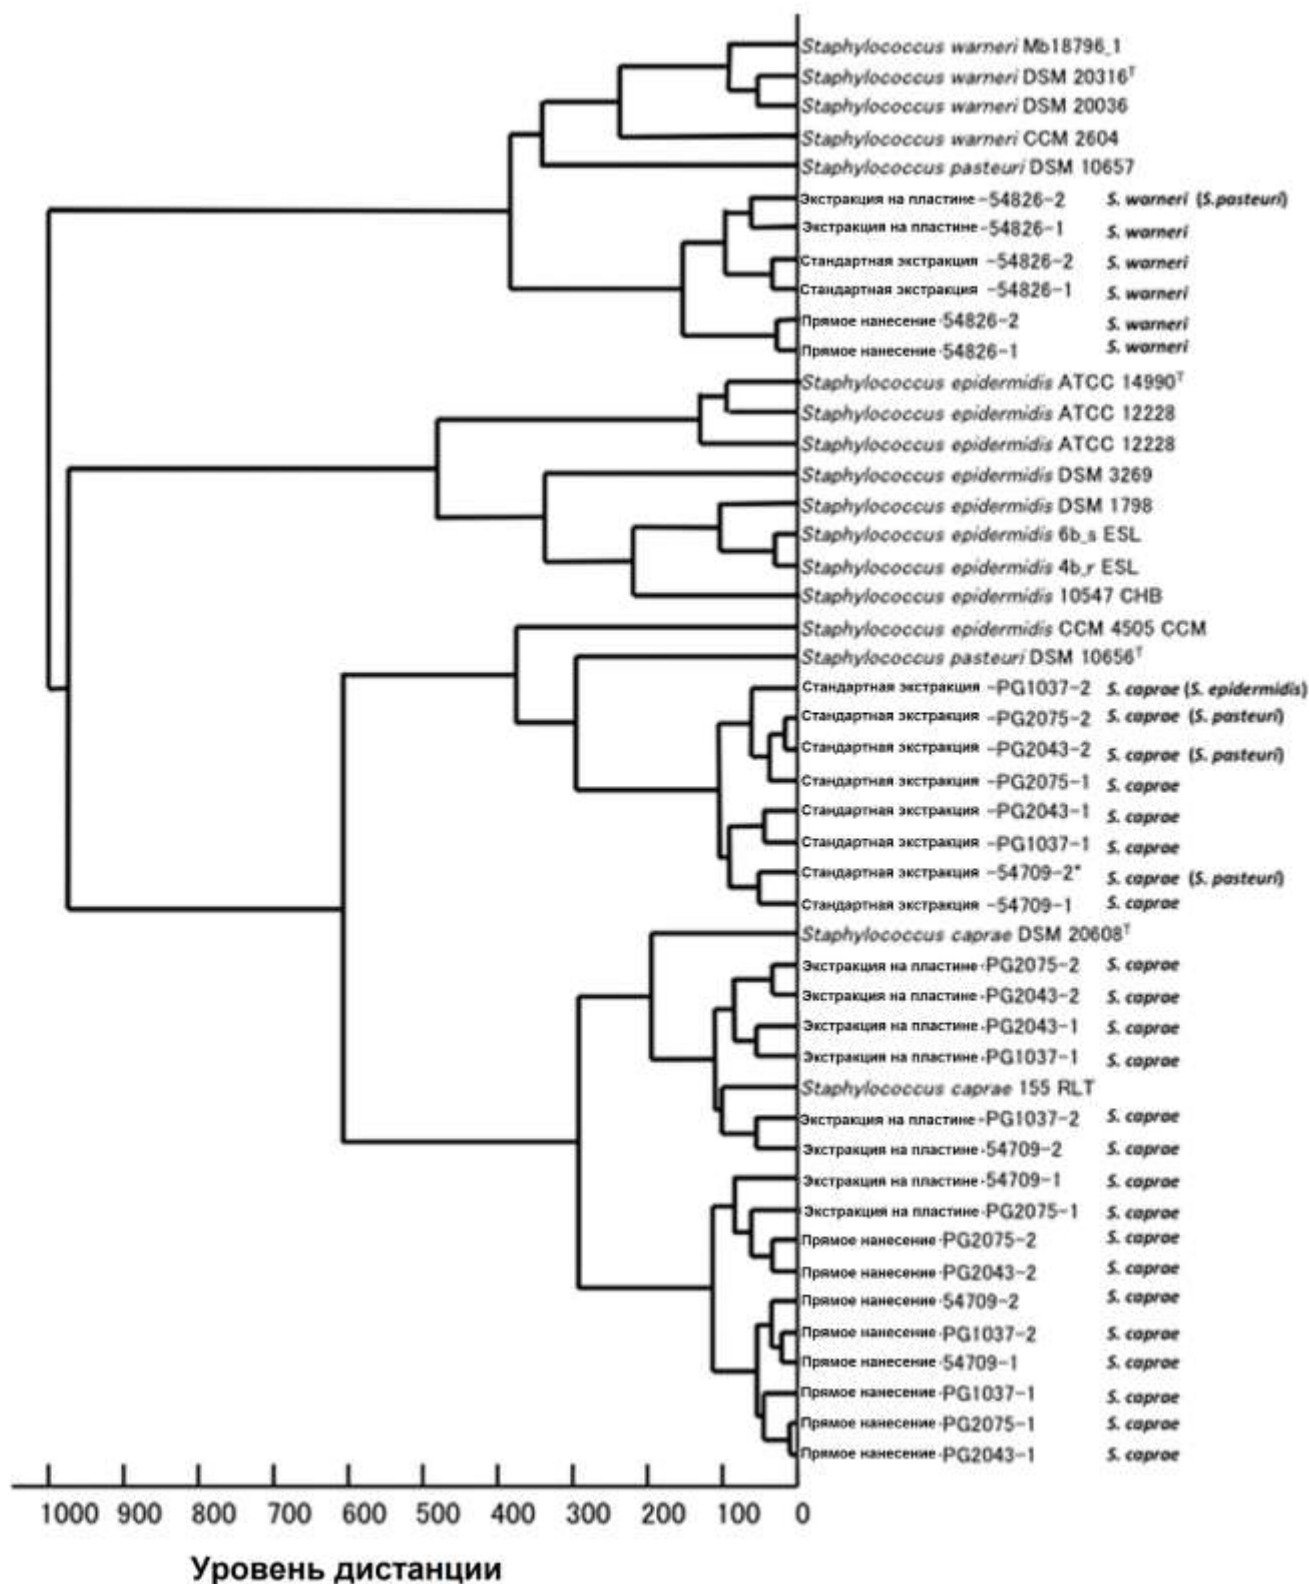 Staphylococcus warneri Mb18796_1
Staphylococcus warneri DSM 20316ᵀ
Staphylococcus warneri DSM 20036
Staphylococcus warneri CCM 2604
Staphylococcus pasteuri DSM 10657
Экстракция на пластине -54826-2 S. warneri (S.pasteuri)
Экстракция на пластине -54826-1 S. warneri
Стандартная экстракция -54826-2 S. warneri
Стандартная экстракция -54826-1 S. warneri
Прямое нанесение ·54826-2 S. warneri
Прямое нанесение ·54826-1 S. warneri
Staphylococcus epidermidis ATCC 14990ᵀ
Staphylococcus epidermidis ATCC 12228
Staphylococcus epidermidis ATCC 12228
Staphylococcus epidermidis DSM 3269
Staphylococcus epidermidis DSM 1798
Staphylococcus epidermidis 6b_s ESL
Staphylococcus epidermidis 4b_r ESL
Staphylococcus epidermidis 10547 CHB
Staphylococcus epidermidis CCM 4505 CCM
Staphylococcus pasteuri DSM 10656ᵀ
Стандартная экстракция -PG1037-2 S. caprae (S. epidermidis)
Стандартная экстракция -PG2075-2 S. caprae (S. pasteuri)
Стандартная экстракция -PG2043-2 S. caprae (S. pasteuri)
Стандартная экстракция -PG2075-1 S. caprae
Стандартная экстракция -PG2043-1 S. caprae
Стандартная экстракция -PG1037-1 S. caprae
Стандартная экстракция -54709-2* S. caprae (S. pasteuri)
Стандартная экстракция -54709-1 S. caprae
Staphylococcus caprae DSM 20608ᵀ
Экстракция на пластине ·PG2075-2 S. caprae
Экстракция на пластине ·PG2043-2 S. caprae
Экстракция на пластине ·PG2043-1 S. caprae
Экстракция на пластине ·PG1037-1 S. caprae
Staphylococcus caprae 155 RLT
Экстракция на пластине ·PG1037-2 S. caprae
Экстракция на пластине ·54709-2 S. caprae
Экстракция на пластине ·54709-1 S. caprae
Экстракция на пластине ·PG2075-1 S. caprae
Прямое нанесение ·PG2075-2 S. caprae
Прямое нанесение ·PG2043-2 S. caprae
Прямое нанесение ·54709-2 S. caprae
Прямое нанесение ·PG1037-2 S. caprae
Прямое нанесение ·54709-1 S. caprae
Прямое нанесение ·PG1037-1 S. caprae
Прямое нанесение ·PG2075-1 S. caprae
Прямое нанесение ·PG2043-1 S. caprae
1000 900 800 700 600 500 400 300 200 100 0
Уровень дистанции